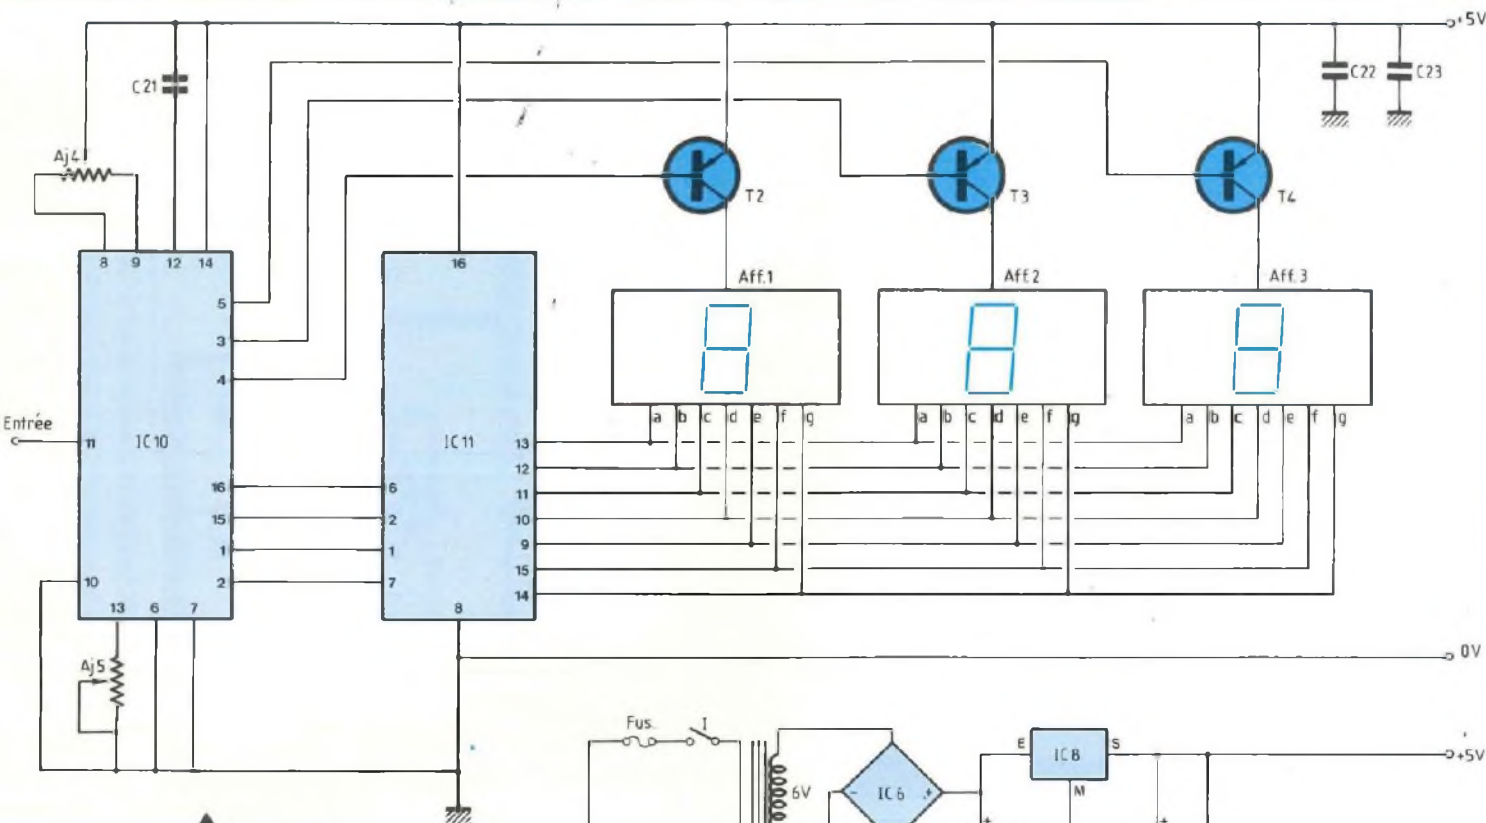 +5V
C21
C22
C23
Aj4
T2
T3
T4
8 9 12 14
16
Aff.1
Aff.2
Aff.3
5
3
4
a b c d e f g
a b c d e f g
a b c d e f g
Entrée
11
IC10
IC11
13
12
11
10
9
15
14
16
15
1
2
6
2
1
7
10
13 6 7
8
Aj5
0V
Fus.
I
6V
IC6
- +
E
IC8
S
M
+5V
+
+